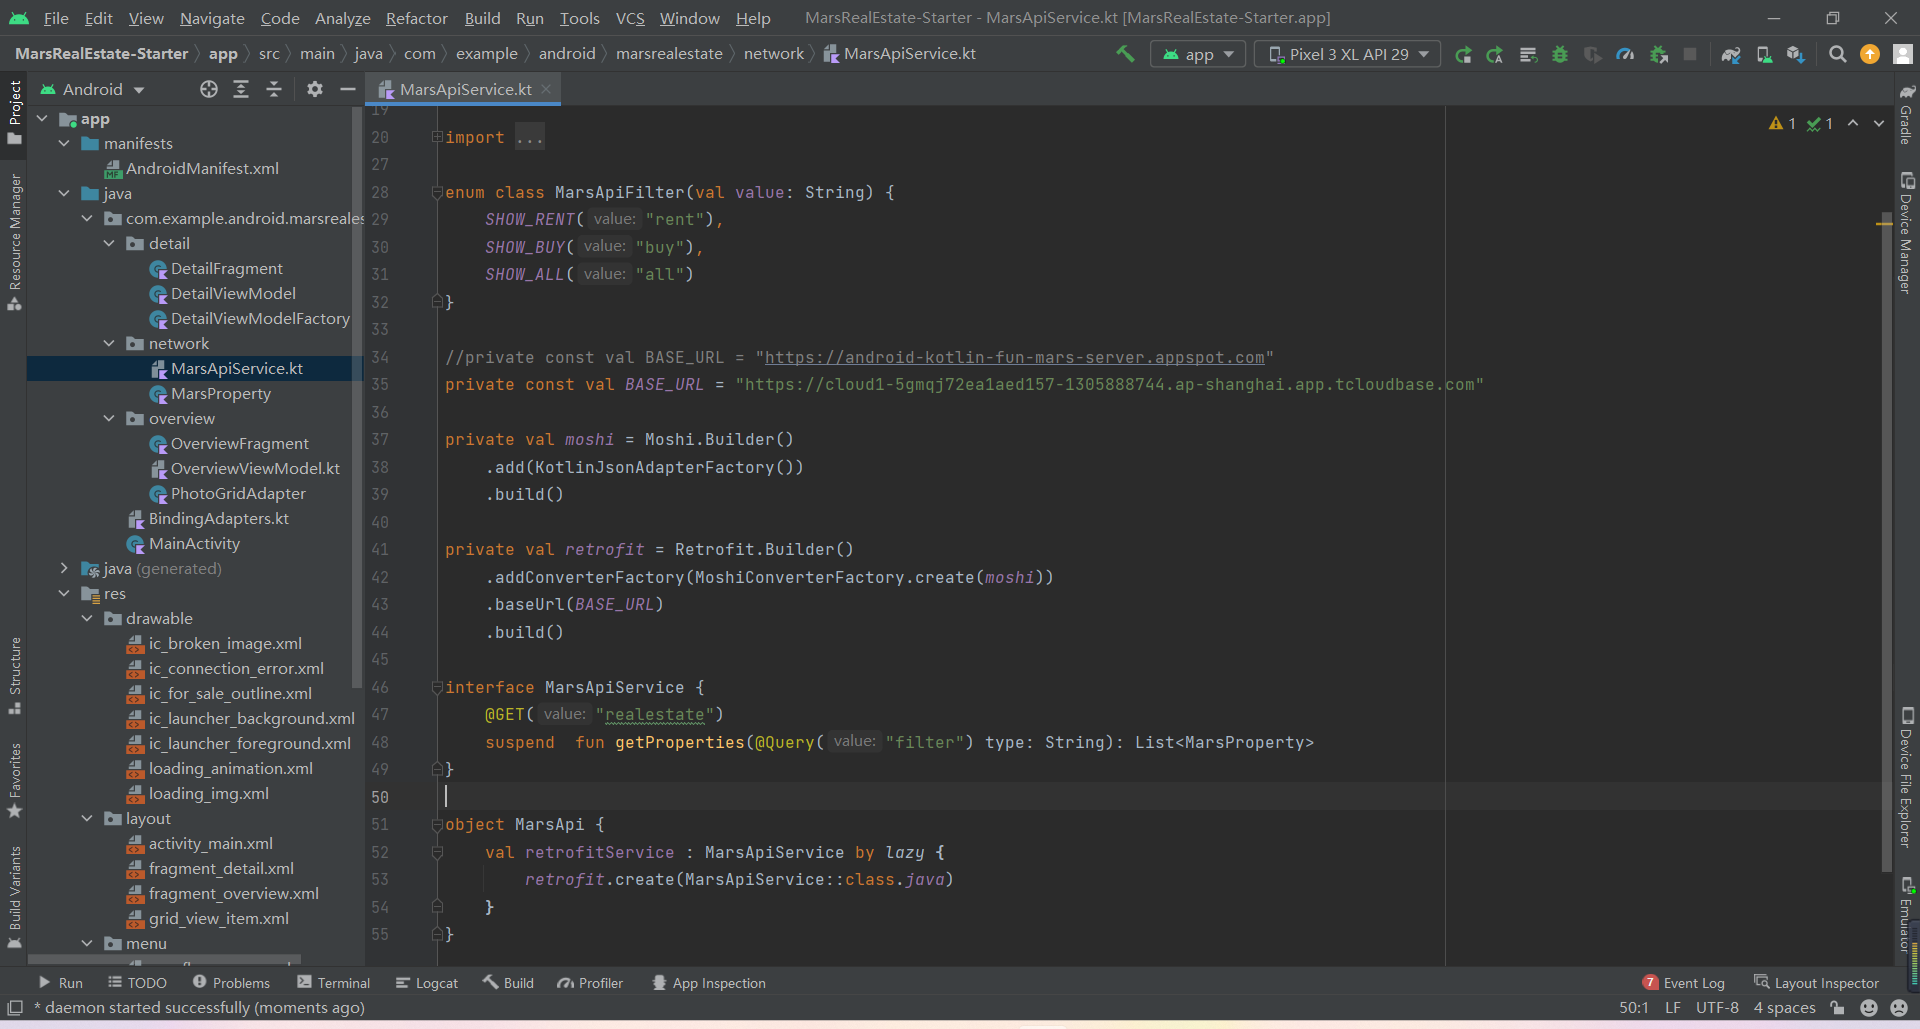 File Edit View Navigate Code Analyze Refactor Build Run Tools VCS Window Help MarsRealEstate-Starter - MarsApiService.kt [MarsRealEstate-Starter.app]
MarsRealEstate-Starter app src main java com example android marsrealestate network MarsApiService.kt app Pixel 3 XL API 29
Android MarsApiService.kt
Project
Resource Manager
Structure
Favorites
Build Variants
app
manifests
AndroidManifest.xml
java
com.example.android.marsreales
detail
DetailFragment
DetailViewModel
DetailViewModelFactory
network
MarsApiService.kt
MarsProperty
overview
OverviewFragment
OverviewViewModel.kt
PhotoGridAdapter
BindingAdapters.kt
MainActivity
java (generated)
res
drawable
ic_broken_image.xml
ic_connection_error.xml
ic_for_sale_outline.xml
ic_launcher_background.xml
ic_launcher_foreground.xml
loading_animation.xml
loading_img.xml
layout
activity_main.xml
fragment_detail.xml
fragment_overview.xml
grid_view_item.xml
menu
19
20 import ...
27
28 enum class MarsApiFilter(val value: String) {
29 SHOW_RENT( value: "rent"),
30 SHOW_BUY( value: "buy"),
31 SHOW_ALL( value: "all")
32 }
33
34 //private const val BASE_URL = "https://android-kotlin-fun-mars-server.appspot.com"
35 private const val BASE_URL = "https://cloud1-5gmqj72ea1aed157-1305888744.ap-shanghai.app.tcloudbase.com"
36
37 private val moshi = Moshi.Builder()
38 .add(KotlinJsonAdapterFactory())
39 .build()
40
41 private val retrofit = Retrofit.Builder()
42 .addConverterFactory(MoshiConverterFactory.create(moshi))
43 .baseUrl(BASE_URL)
44 .build()
45
46 interface MarsApiService {
47 @GET( value: "realestate")
48 suspend  fun getProperties(@Query( value: "filter") type: String): List<MarsProperty>
49 }
50
51 object MarsApi {
52 val retrofitService : MarsApiService by lazy {
53 retrofit.create(MarsApiService::class.java)
54 }
55 }
1 1
Gradle
Device Manager
Device File Explorer
Emulator
Run TODO Problems Terminal Logcat Build Profiler App Inspection 7 Event Log Layout Inspector
* daemon started successfully (moments ago) 50:1 LF UTF-8 4 spaces